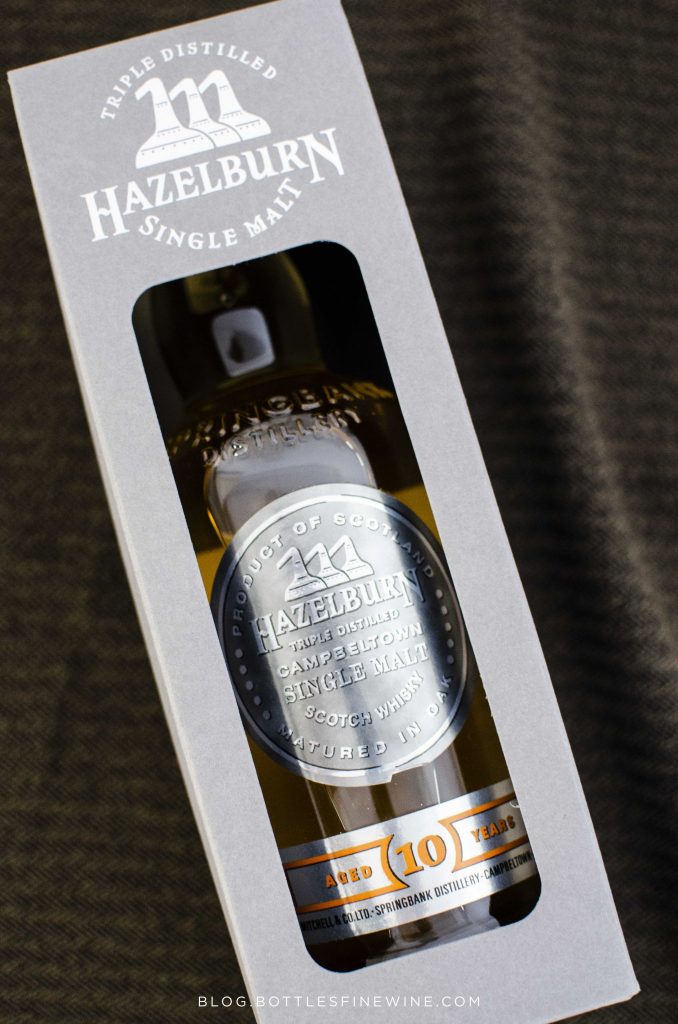 TRIPLE DISTILLED
HAZELBURN
SINGLE MALT
SPRINGBANK
DISTILLERY
PRODUCT OF SCOTLAND
HAZELBURN
TRIPLE DISTILLED
CAMPBELTOWN
SINGLE MALT
SCOTCH WHISKY
MATURED IN OAK
AGED 10 YEARS
MITCHELL & CO.LTD.-SPRINGBANK DISTILLERY-CAMPBELTOWN
BLOG.BOTTLESFINEWINE.COM